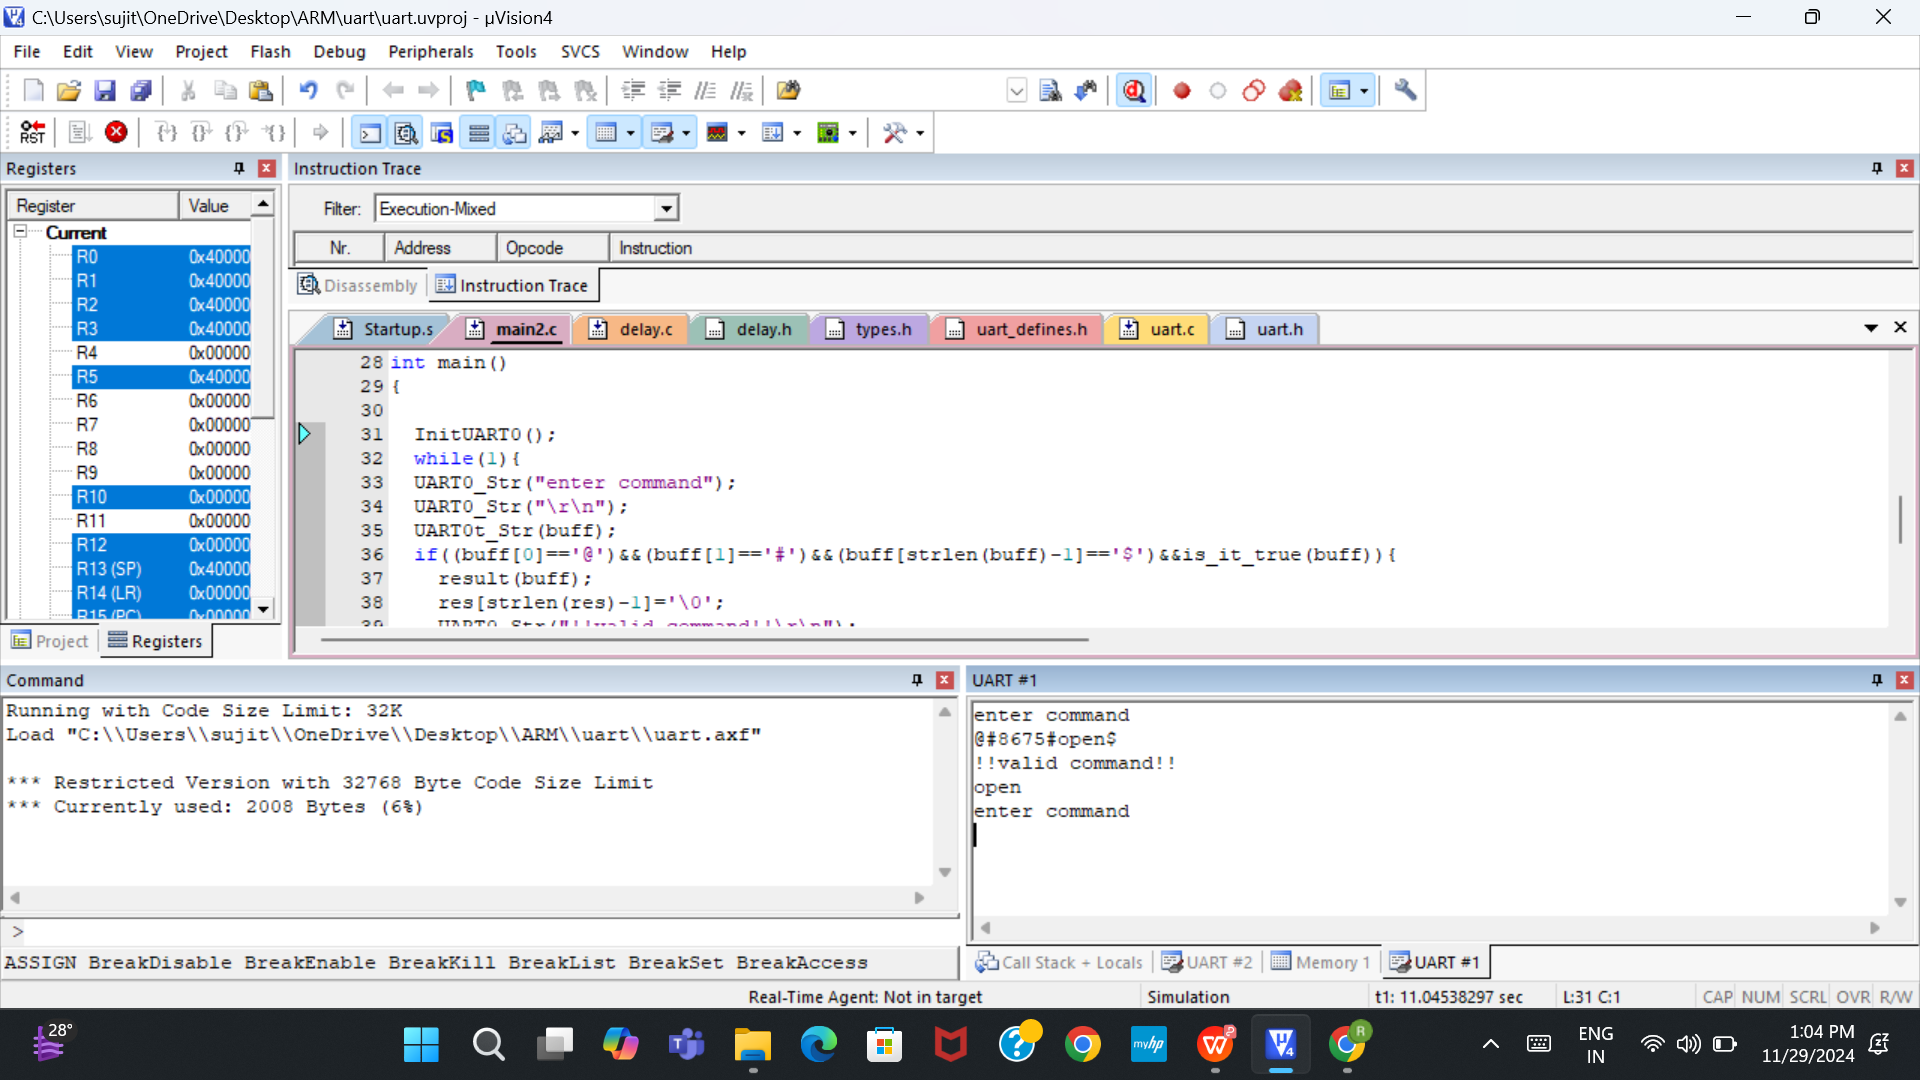 C:\Users\sujit\OneDrive\Desktop\ARM\uart\uart.uvproj - µVision4
File Edit View Project Flash Debug Peripherals Tools SVCS Window Help
RST
Registers
Register Value
Current
R0 0x40000
R1 0x40000
R2 0x40000
R3 0x40000
R4 0x00000
R5 0x40000
R6 0x00000
R7 0x00000
R8 0x00000
R9 0x00000
R10 0x00000
R11 0x00000
R12 0x00000
R13 (SP) 0x40000
R14 (LR) 0x00000
R15 (PC) 0x00000
Project Registers
Instruction Trace
Filter: Execution-Mixed
Nr. Address Opcode Instruction
Disassembly Instruction Trace
Startup.s main2.c delay.c delay.h types.h uart_defines.h uart.c uart.h
28 int main()
29 {
30
31 InitUART0();
32 while(1){
33 UART0_Str("enter command");
34 UART0_Str("\r\n");
35 UART0t_Str(buff);
36 if((buff[0]=='@')&&(buff[1]=='#')&&(buff[strlen(buff)-1]=='$')&&is_it_true(buff)){
37 result(buff);
38 res[strlen(res)-1]='\0';
39 UART0_Str("!!valid command!!\r\n");
Command
Running with Code Size Limit: 32K
Load "C:\\Users\\sujit\\OneDrive\\Desktop\\ARM\\uart\\uart.axf"
*** Restricted Version with 32768 Byte Code Size Limit
*** Currently used: 2008 Bytes (6%)
>
ASSIGN BreakDisable BreakEnable BreakKill BreakList BreakSet BreakAccess
UART #1
enter command
@#8675#open$
!!valid command!!
open
enter command
Call Stack + Locals UART #2 Memory 1 UART #1
Real-Time Agent: Not in target Simulation t1: 11.04538297 sec L:31 C:1 CAP NUM SCRL OVR R/W
28°
myhp
R
ENG
IN
1:04 PM
11/29/2024